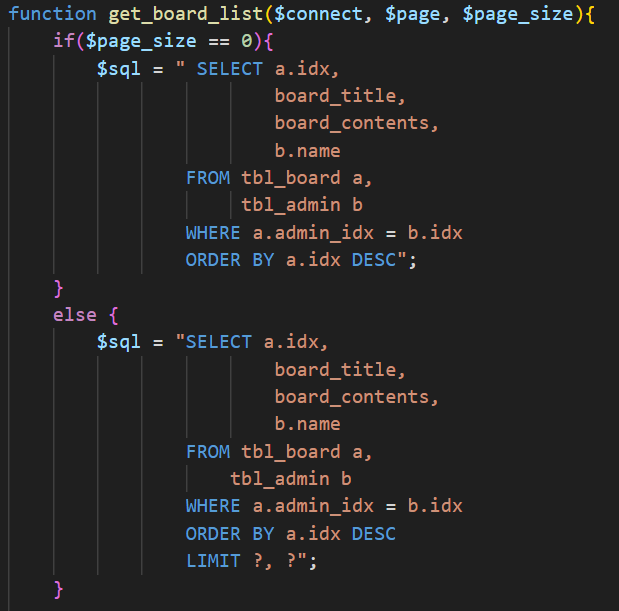 function get_board_list($connect, $page, $page_size){
if($page_size == 0){
$sql = " SELECT a.idx,
board_title,
board_contents,
b.name
FROM tbl_board a,
tbl_admin b
WHERE a.admin_idx = b.idx
ORDER BY a.idx DESC";
}
else {
$sql = "SELECT a.idx,
board_title,
board_contents,
b.name
FROM tbl_board a,
tbl_admin b
WHERE a.admin_idx = b.idx
ORDER BY a.idx DESC
LIMIT ?, ?";
}